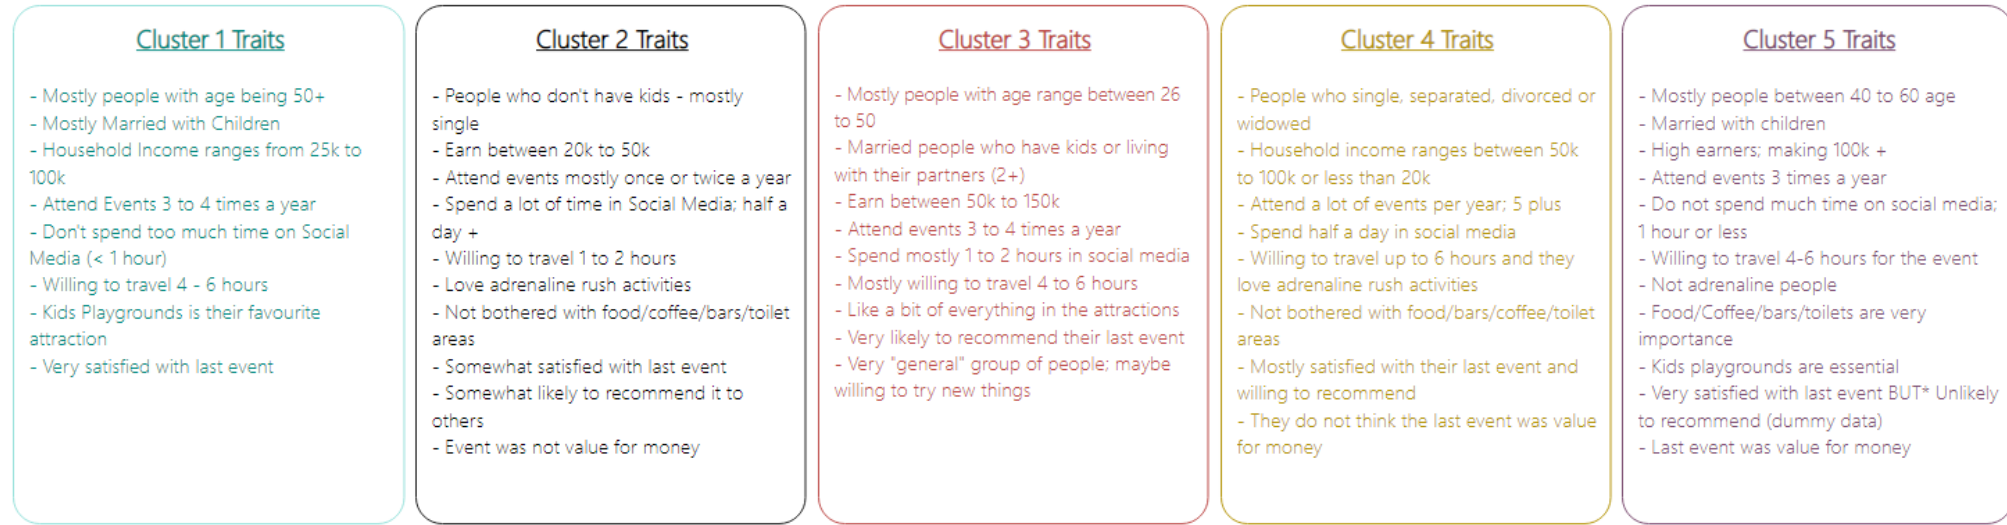 Cluster 1 Traits
- Mostly people with age being 50+
- Mostly Married with Children
- Household Income ranges from 25k to
100k
- Attend Events 3 to 4 times a year
- Don't spend too much time on Social
Media (< 1 hour)
- Willing to travel 4 - 6 hours
- Kids Playgrounds is their favourite
attraction
- Very satisfied with last event
Cluster 2 Traits
- People who don't have kids - mostly
single
- Earn between 20k to 50k
- Attend events mostly once or twice a year
- Spend a lot of time in Social Media; half a
day +
- Willing to travel 1 to 2 hours
- Love adrenaline rush activities
- Not bothered with food/coffee/bars/toilet
areas
- Somewhat satisfied with last event
- Somewhat likely to recommend it to
others
- Event was not value for money
Cluster 3 Traits
- Mostly people with age range between 26
to 50
- Married people who have kids or living
with their partners (2+)
- Earn between 50k to 150k
- Attend events 3 to 4 times a year
- Spend mostly 1 to 2 hours in social media
- Mostly willing to travel 4 to 6 hours
- Like a bit of everything in the attractions
- Very likely to recommend their last event
- Very "general" group of people; maybe
willing to try new things
Cluster 4 Traits
- People who single, separated, divorced or
widowed
- Household income ranges between 50k
to 100k or less than 20k
- Attend a lot of events per year; 5 plus
- Spend half a day in social media
- Willing to travel up to 6 hours and they
love adrenaline rush activities
- Not bothered with food/bars/coffee/toilet
areas
- Mostly satisfied with their last event and
willing to recommend
- They do not think the last event was value
for money
Cluster 5 Traits
- Mostly people between 40 to 60 age
- Married with children
- High earners; making 100k +
- Attend events 3 times a year
- Do not spend much time on social media;
1 hour or less
- Willing to travel 4-6 hours for the event
- Not adrenaline people
- Food/Coffee/bars/toilets are very
importance
- Kids playgrounds are essential
- Very satisfied with last event BUT* Unlikely
to recommend (dummy data)
- Last event was value for money